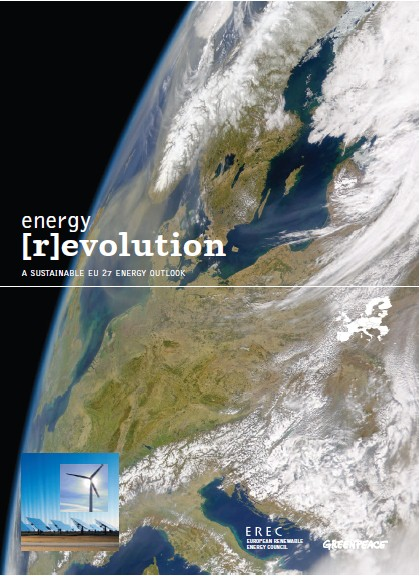 energy
[r]evolution
A SUSTAINABLE EU 27 ENERGY OUTLOOK
EREC
EUROPEAN RENEWABLE
ENERGY COUNCIL
GREENPEACE